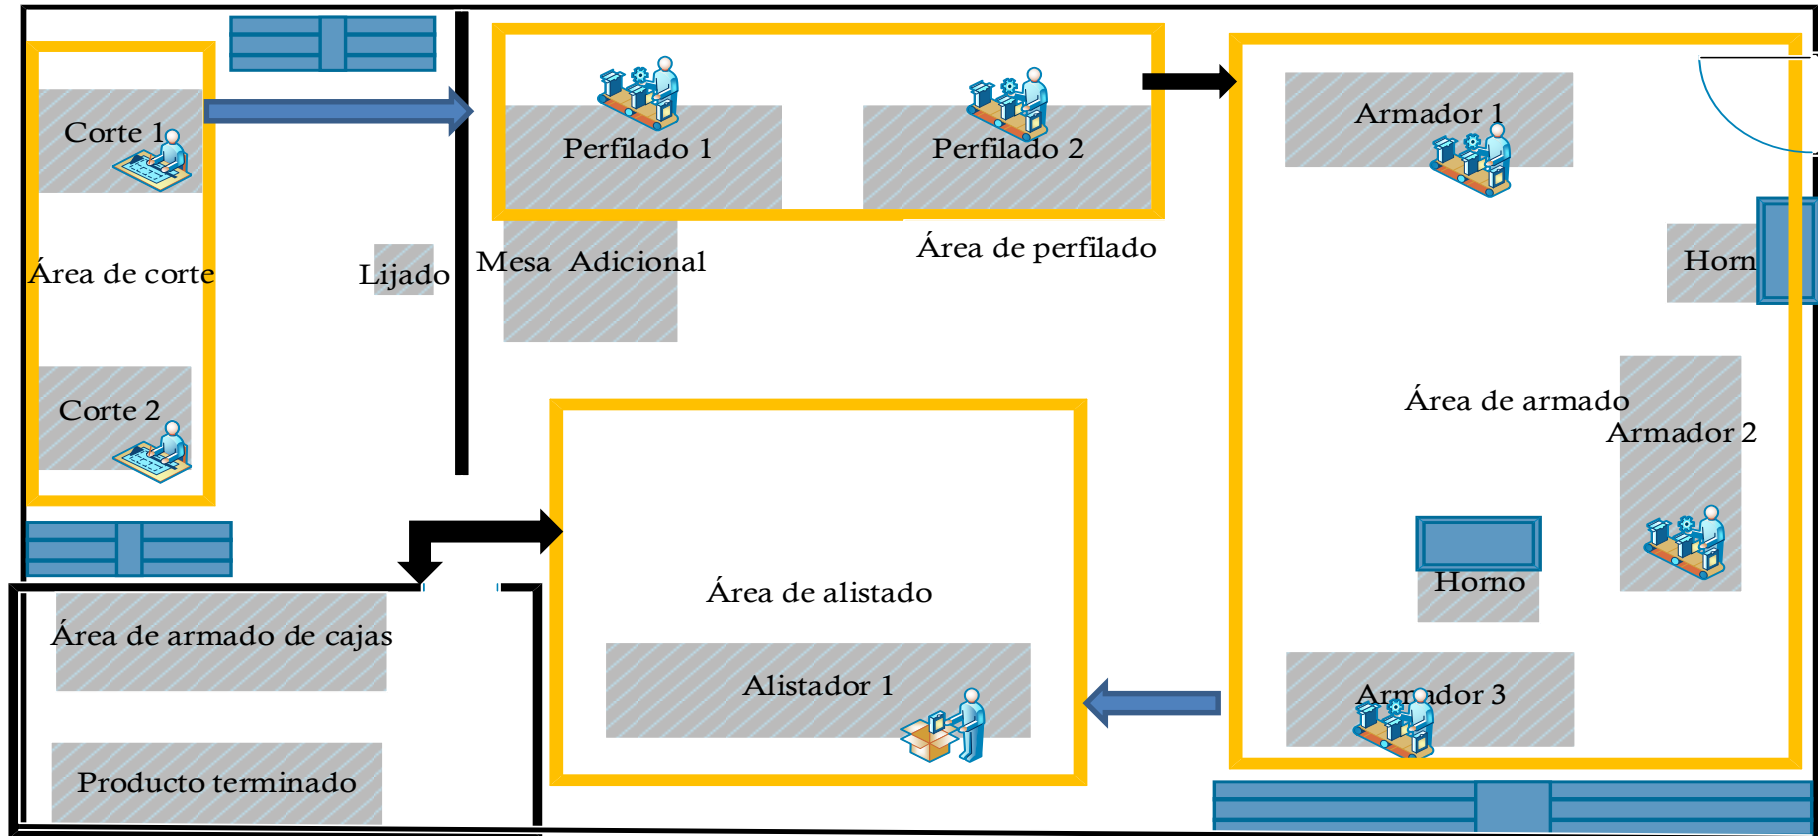 Corte 1
Área de corte
Corte 2
Lijado
Perfilado 1
Perfilado 2
Mesa Adicional
Área de perfilado
Armador 1
Horn
Área de armado
Armador 2
Horno
Armador 3
Área de alistado
Alistador 1
Área de armado de cajas
Producto terminado